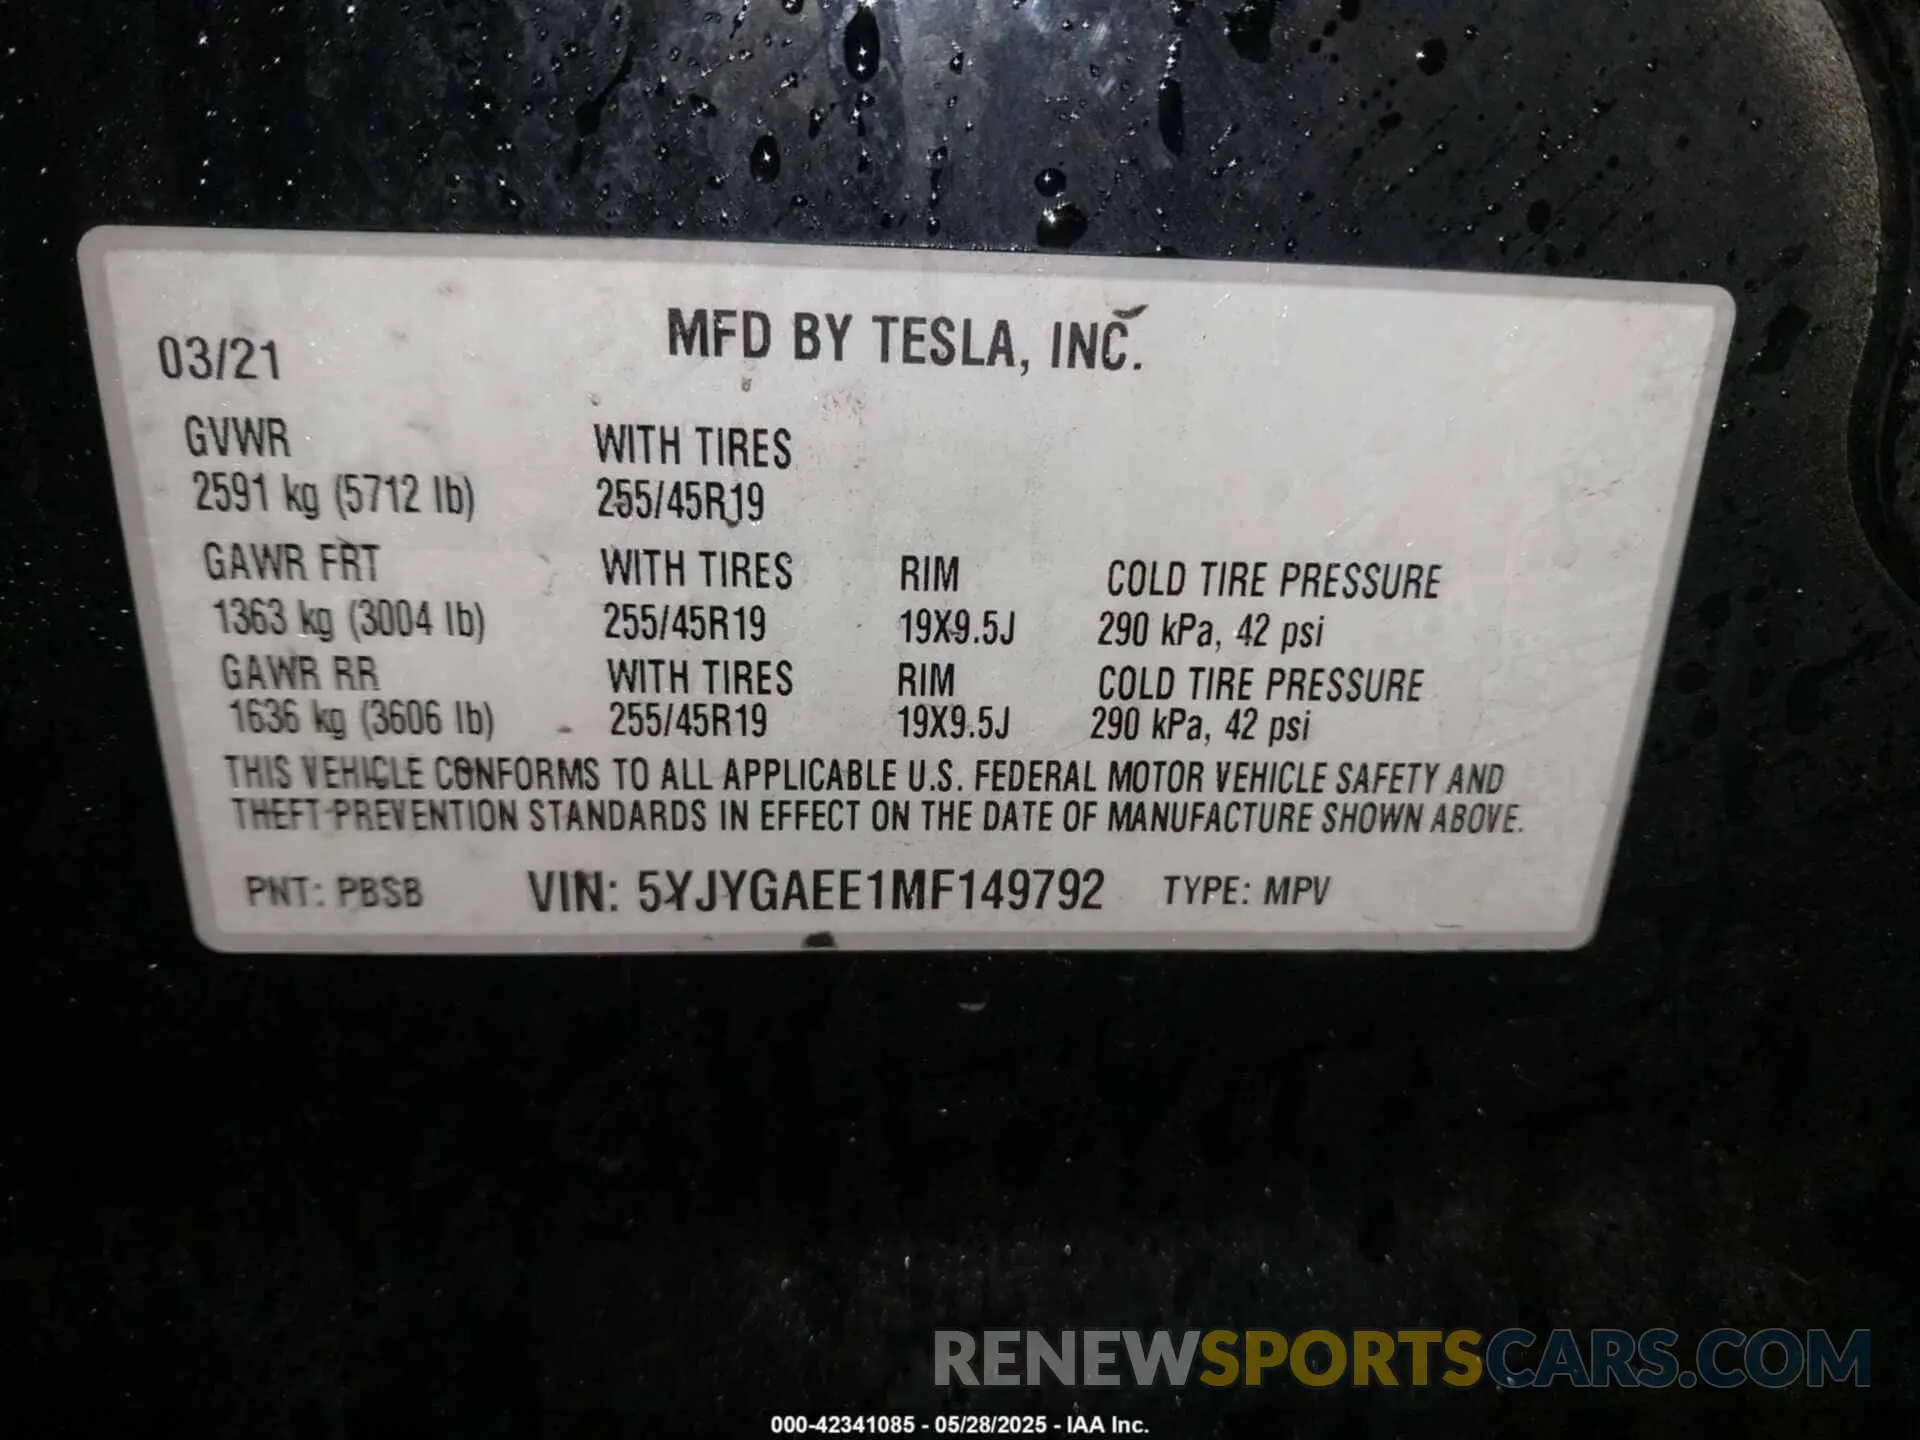 MFD BY TESLA, INC.
03/21
GVWR WITH TIRES
2591 kg (5712 lb) 255/45R19
GAWR FRT WITH TIRES RIM COLD TIRE PRESSURE
1363 kg (3004 lb) 255/45R19 19X9.5J 290 kPa, 42 psi
GAWR RR WITH TIRES RIM COLD TIRE PRESSURE
1636 kg (3606 lb) 255/45R19 19X9.5J 290 kPa, 42 psi
THIS VEHICLE CONFORMS TO ALL APPLICABLE U.S. FEDERAL MOTOR VEHICLE SAFETY AND
THEFT PREVENTION STANDARDS IN EFFECT ON THE DATE OF MANUFACTURE SHOWN ABOVE.
PNT: PBSB VIN: 5YJYGAEE1MF149792 TYPE: MPV
RENEWSPORTSCARS.COM
000-42341085 - 05/28/2025 - IAA Inc.